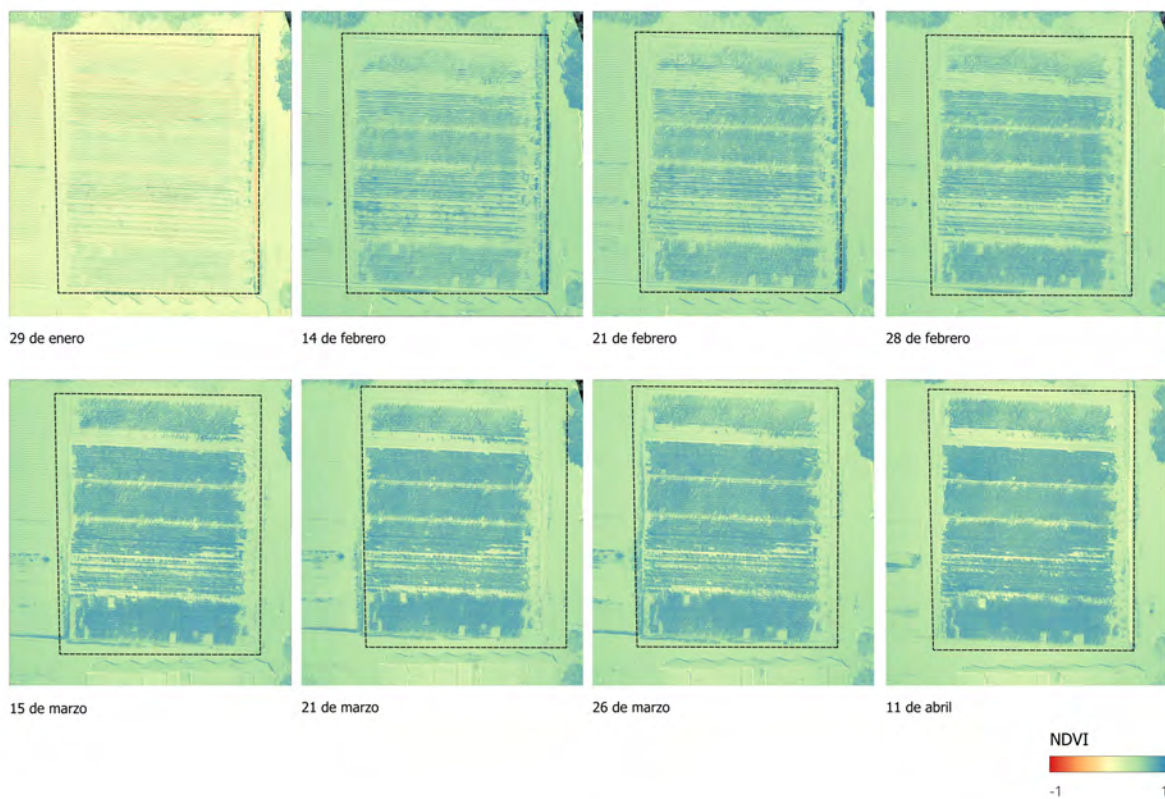 29 de enero
14 de febrero
21 de febrero
28 de febrero
15 de marzo
21 de marzo
26 de marzo
11 de abril
NDVI
-1 1